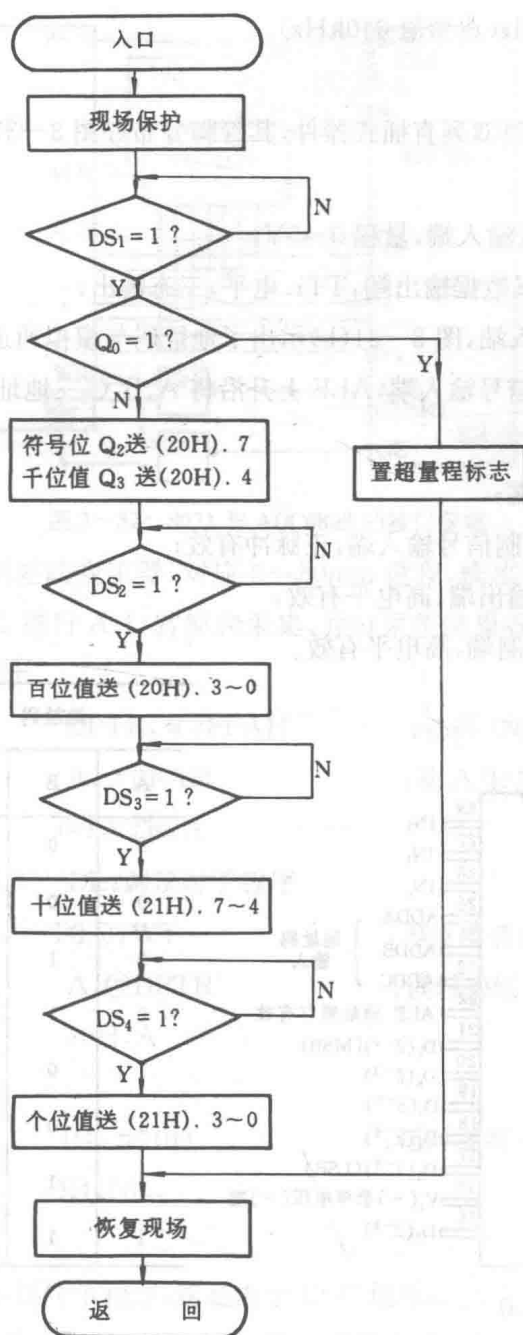 入口
现场保护
N
DS₁=1？
Y
Q₀=1？
Y
N
符号位 Q₂送(20H).7
千位值 Q₃ 送(20H).4
置超量程标志
N
DS₂=1？
Y
百位值送 (20H).3~0
N
DS₃=1？
Y
十位值送 (21H).7~4
N
DS₄=1？
Y
个位值送 (21H).3~0
恢复现场
返 回